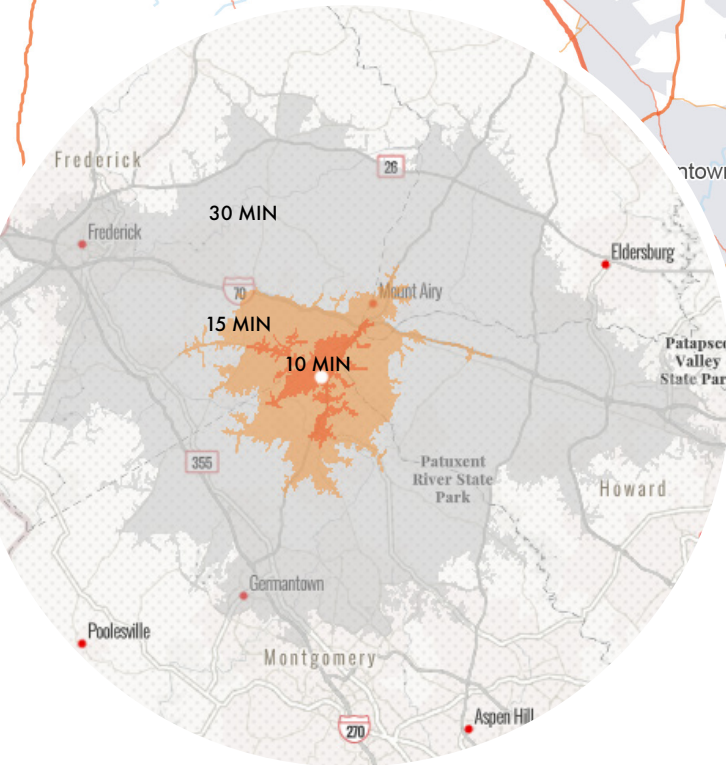 Frederick
26
ntown
30 MIN
Frederick
Eldersburg
70
Mount Airy
15 MIN
Patapsco
Valley
State Par
10 MIN
355
Patuxent
River State
Park
Howard
Germantown
Poolesville
Montgomery
Aspen Hill
270